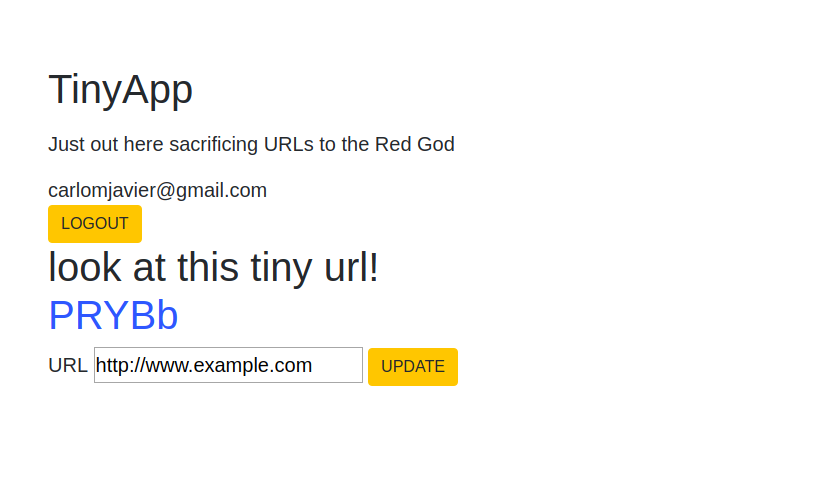 TinyApp
Just out here sacrificing URLs to the Red God
carlomjavier@gmail.com
LOGOUT
look at this tiny url!
PRYBb
URL http://www.example.com UPDATE